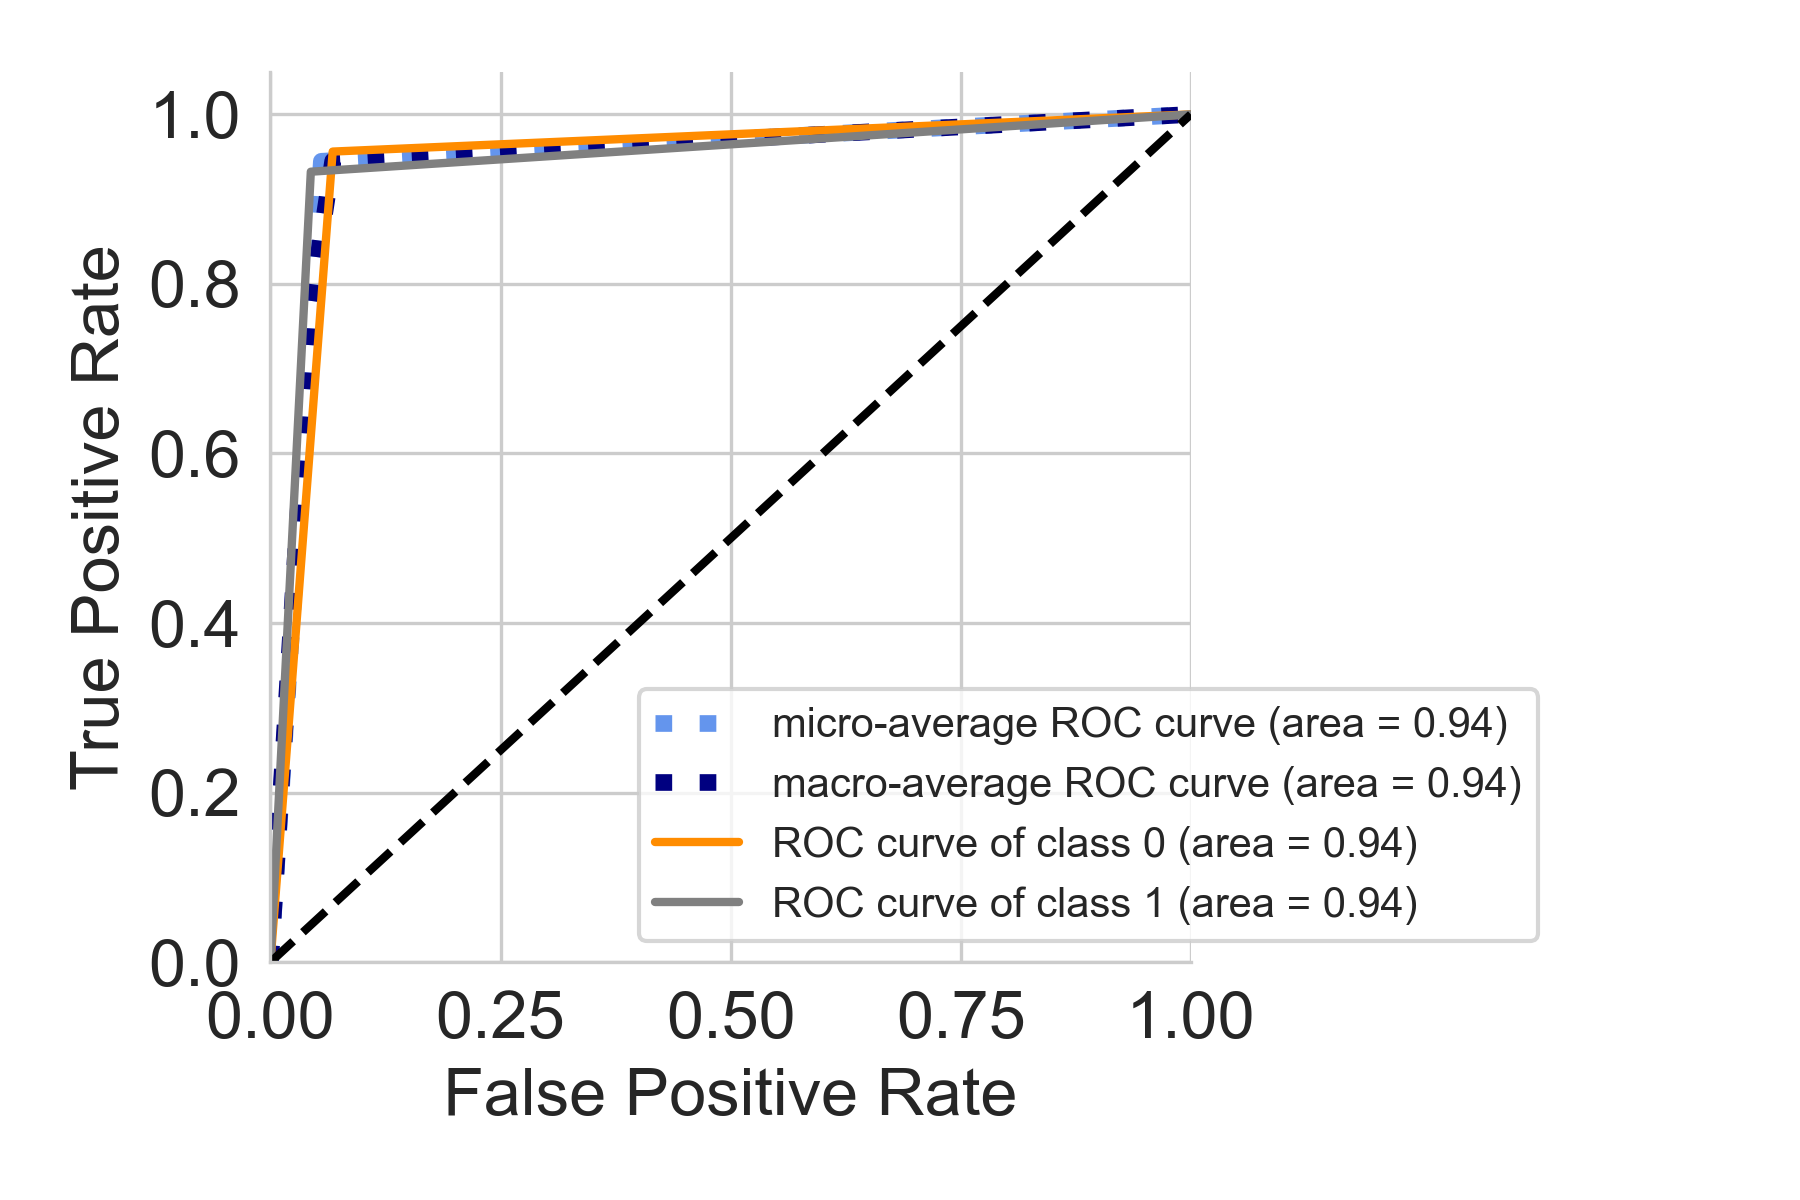 1.0
0.8
0.6
0.4
0.2
0.0
True Positive Rate
0.00 0.25 0.50 0.75 1.00
False Positive Rate
micro-average ROC curve (area = 0.94)
macro-average ROC curve (area = 0.94)
ROC curve of class 0 (area = 0.94)
ROC curve of class 1 (area = 0.94)